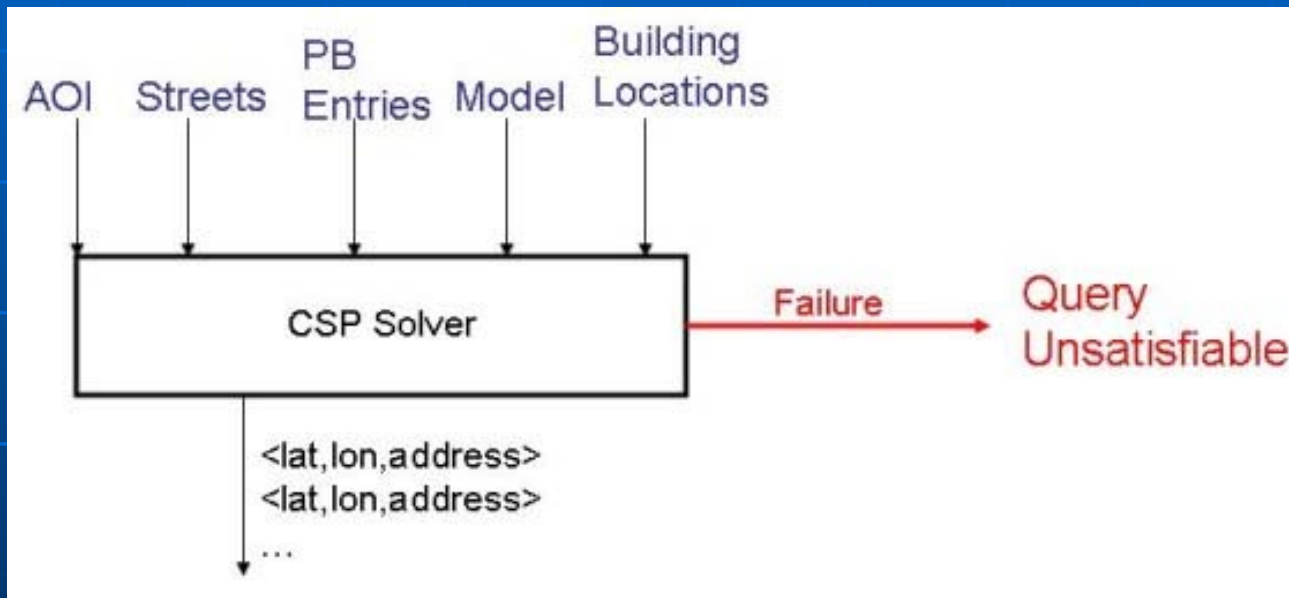 AOI
Streets
PB
Entries
Model
Building
Locations
CSP Solver
Failure
Query
Unsatisfiable
<lat,lon,address>
<lat,lon,address>
...